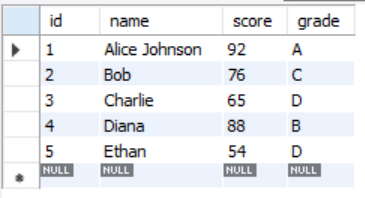 id name score grade
1 Alice Johnson 92 A
2 Bob 76 C
3 Charlie 65 D
4 Diana 88 B
5 Ethan 54 D
NULL NULL NULL NULL